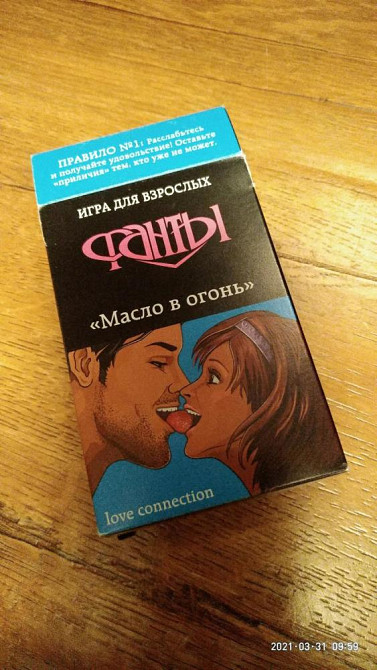 ПРАВИЛО №1: Расслабьтесь
и получайте удовольствие! Оставьте
«приличия» тем, кто уже не может.
ИГРА ДЛЯ ВЗРОСЛЫХ
ФАНТЫ
«Масло в огонь»
love connection
2021-03-31 09:59